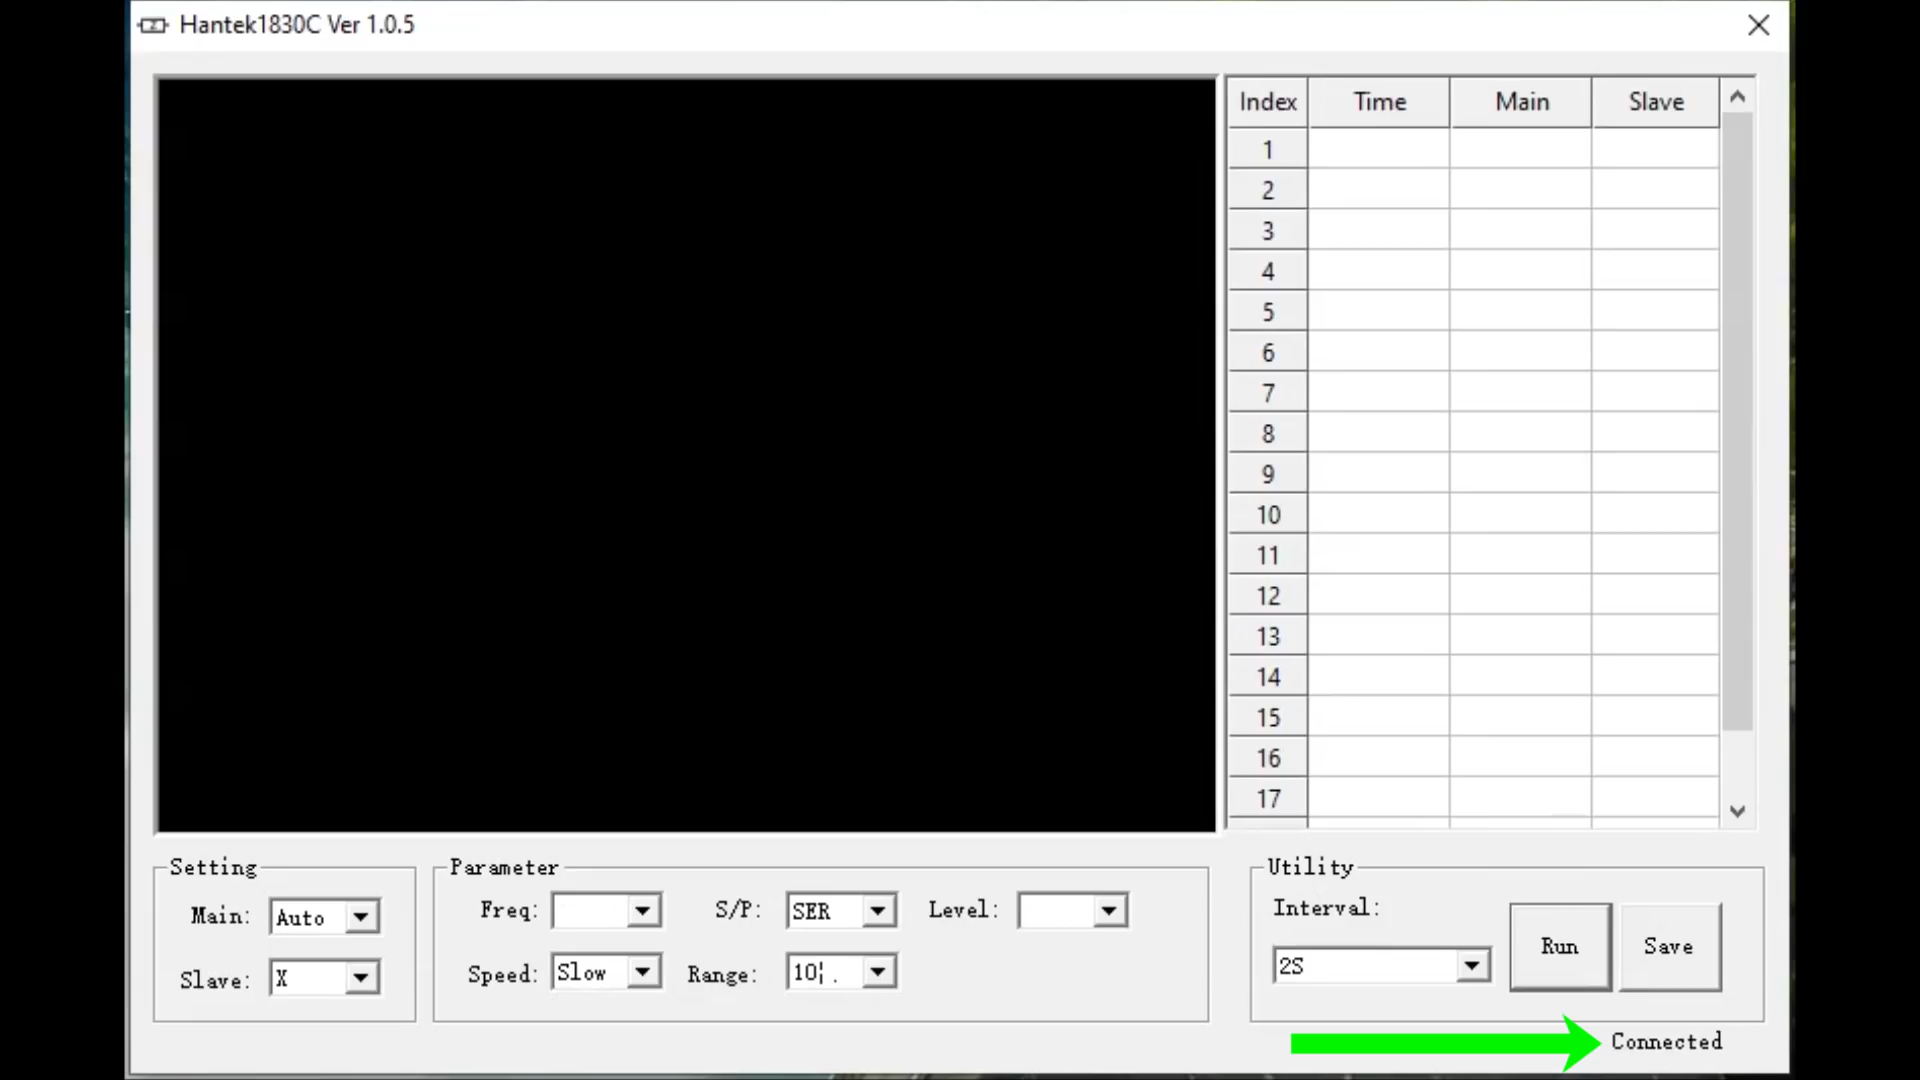 Hantek1830C Ver 1.0.5
Index Time Main Slave
1
2
3
4
5
6
7
8
9
10
11
12
13
14
15
16
17
Setting
Main: Auto
Slave: X
Parameter
Freq: S/P: SER Level:
Speed: Slow Range: 10¦.
Utility
Interval:
2S
Run
Save
Connected